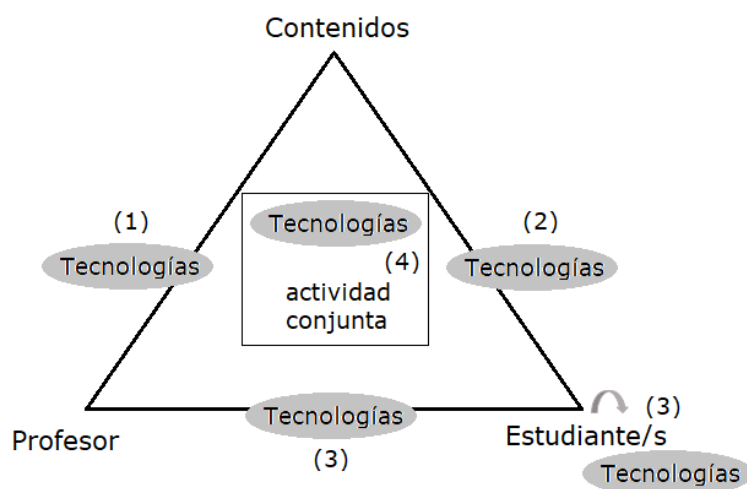 Contenidos
(1)
Tecnologías
Tecnologías
(4)
actividad
conjunta
(2)
Tecnologías
Profesor
Tecnologías
(3)
Estudiante/s
(3)
Tecnologías